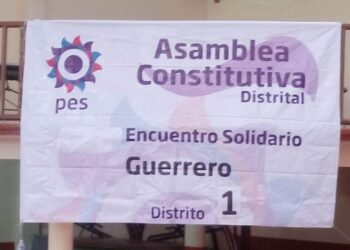 Asamblea
Constitutiva
Distrital
pes
Encuentro Solidario
Guerrero
Distrito 1